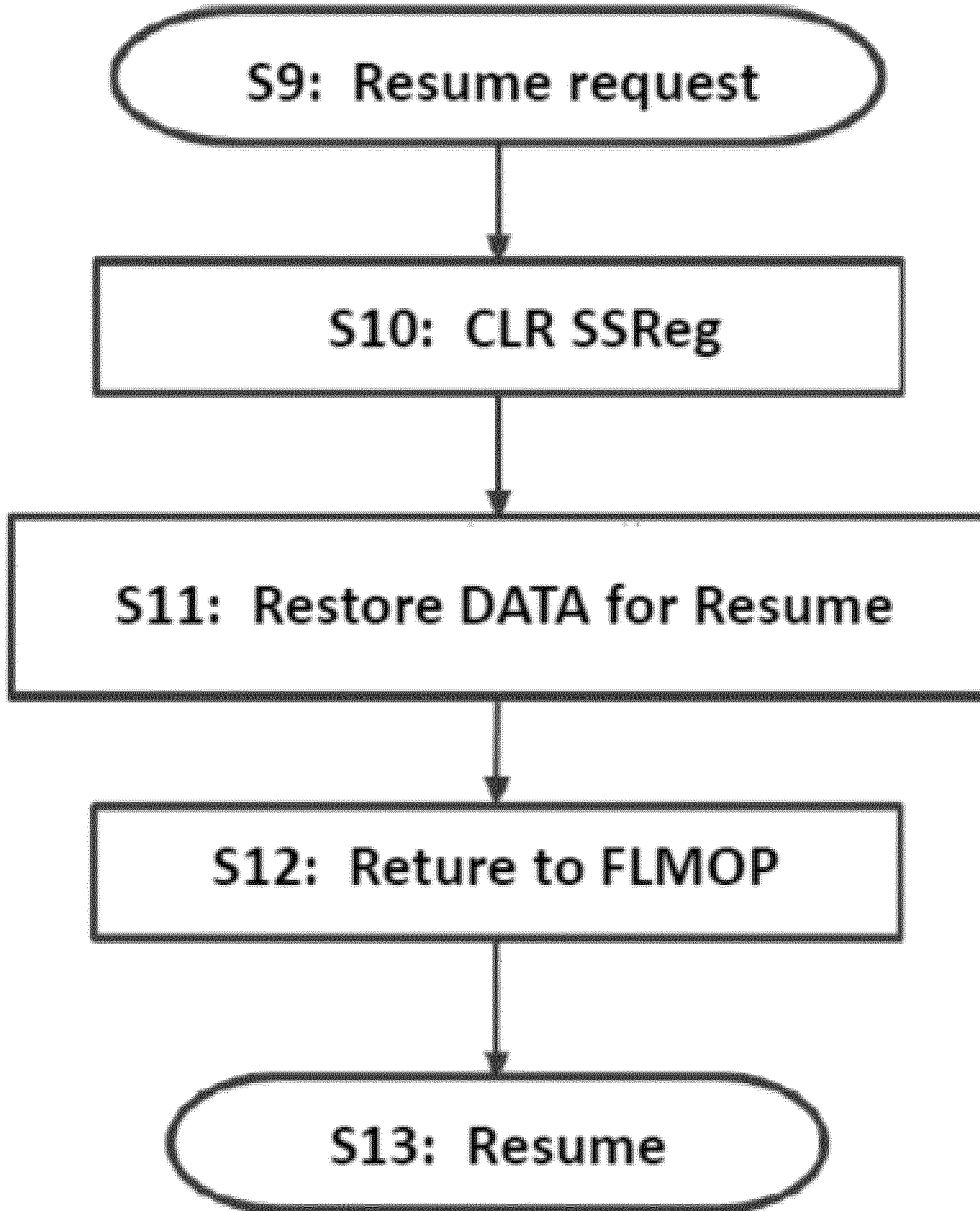 S9: Resume request
S10: CLR SSReg
S11: Restore DATA for Resume
S12: Reture to FLMOP
S13: Resume